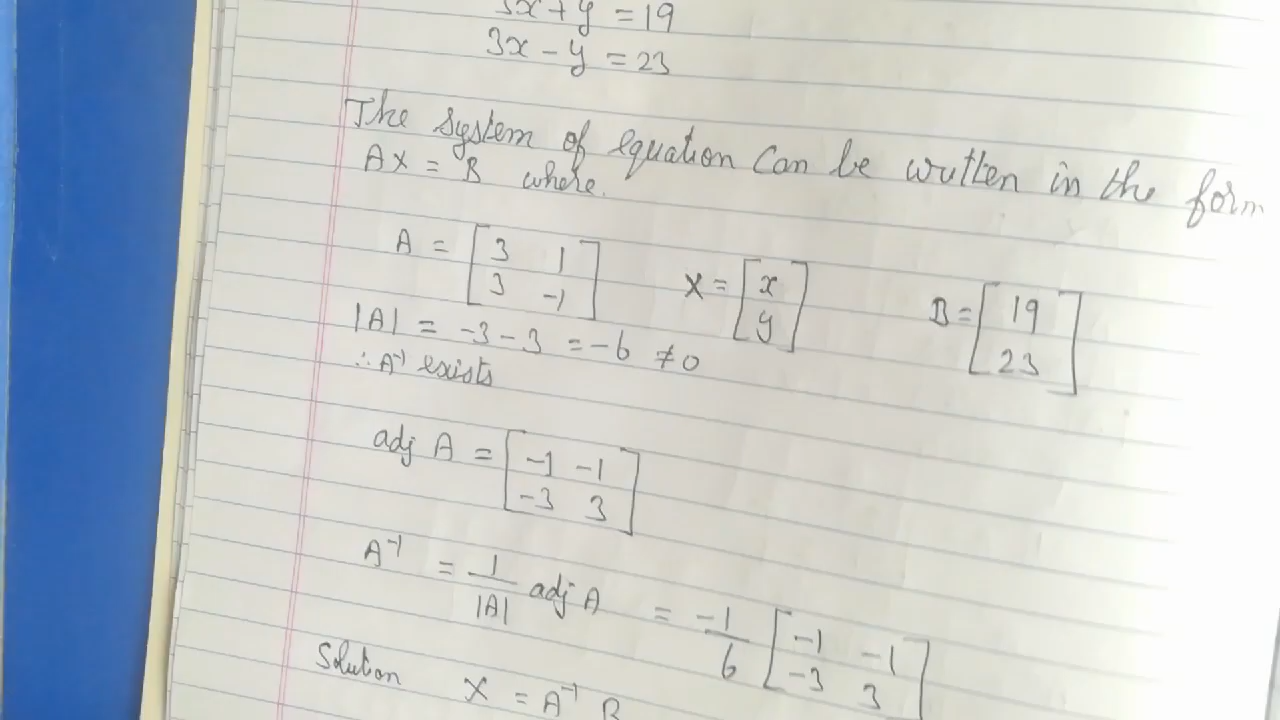 3x + y = 19
3x - y = 23
The system of equation can be written in the form
AX = B where.
A = [3 1
3 -1] X = [x
y] B = [19
23]
|A| = -3 - 3 = -6 ≠ 0
∴ A⁻¹ exists
adj A = [-1 -1
-3 3]
A⁻¹ = 1/|A| adj A = -1/6 [-1 -1
-3 3]
Solution X = A⁻¹ B